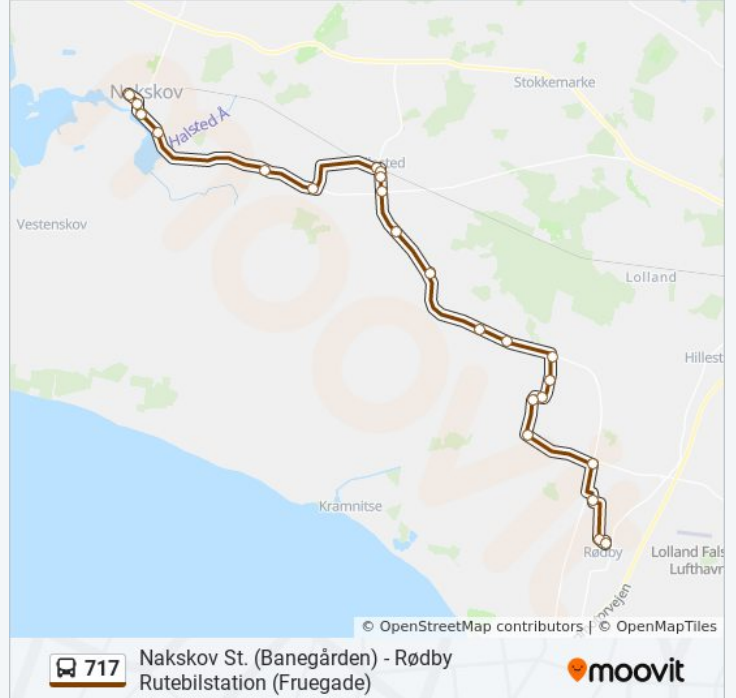 Stokkemarke
Nakskov
Halsted Å
Vestenskov
Lolland
Hillest
Kramnitse
Rødby
Lolland Fals
Lufthavn
© OpenStreetMap contributors | © OpenMapTiles
717
Nakskov St. (Banegården) - Rødby
Rutebilstation (Fruegade)
moovit